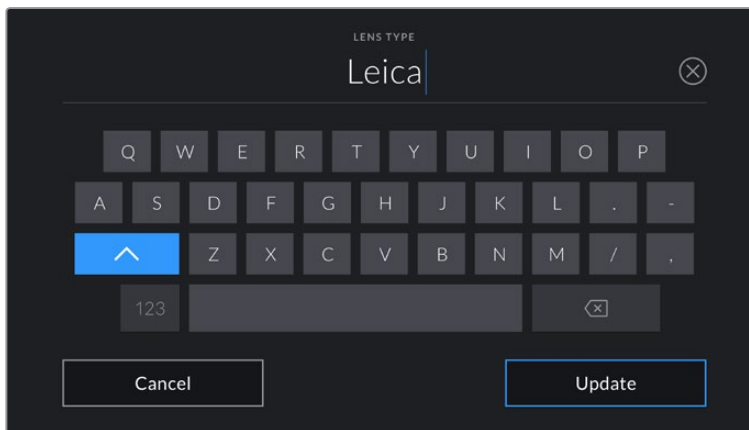 LENS TYPE
Leica
Q W E R T Y U I O P
A S D F G H J K L . -
Z X C V B N M / ,
123
Cancel Update